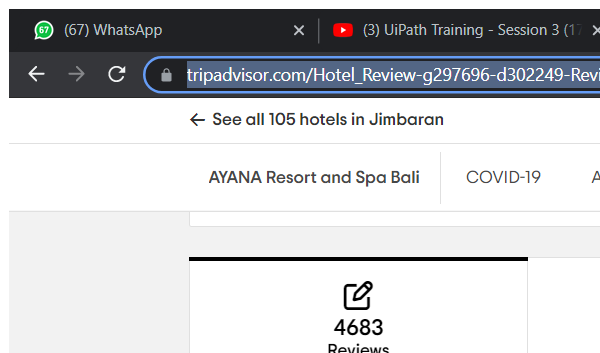 67 (67) WhatsApp
(3) UiPath Training - Session 3 (17
tripadvisor.com/Hotel_Review-g297696-d302249-Revi
See all 105 hotels in Jimbaran
AYANA Resort and Spa Bali
COVID-19
A
4683
Reviews